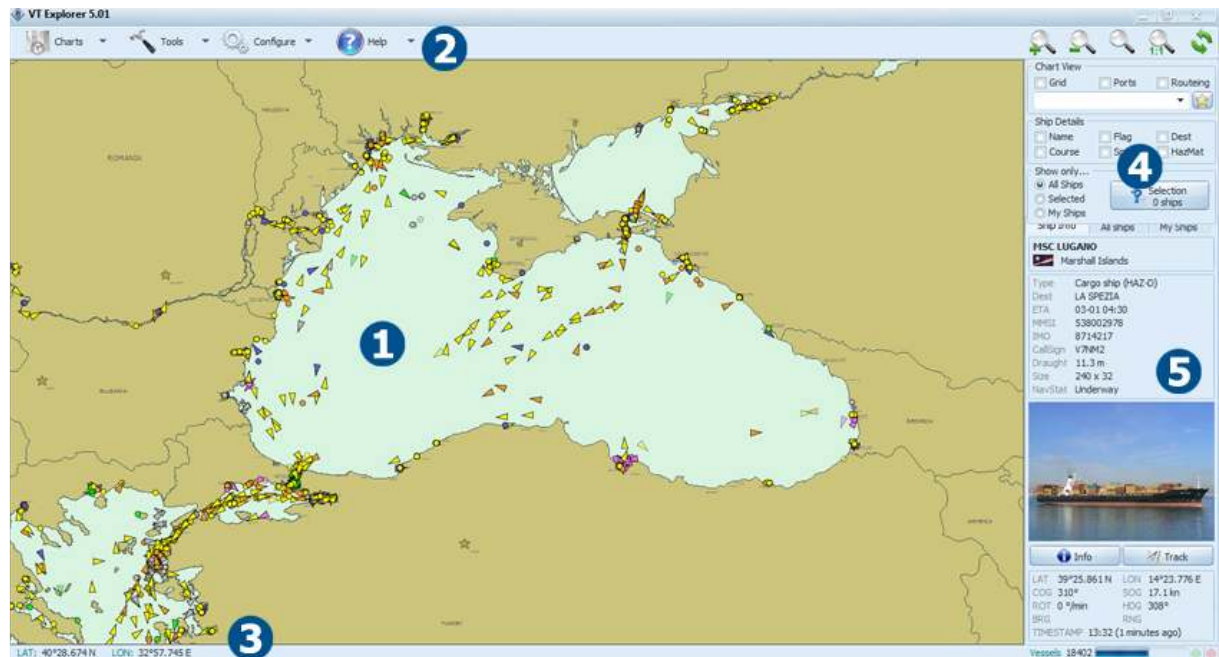 VT Explorer 5.01
Charts Tools Configure Help
2
Chart View
Grid Ports Routeing
Ship Details
Name Flag Dest
Course HazMat
4
Show only...
All Ships
Selected
My Ships
Selection
0 ships
Ship Info All ships My Ships
MSC LUGANO
Marshall Islands
Type Cargo ship (HAZ-D)
Dest LA SPEZIA
ETA 03-01 04:30
MMSI 538002978
IMO 8714217
CallSign V7NM2
Draught 11.3 m
Size 240 x 32
NavStat Underway
5
Info Track
LAT 39°25.861 N LON 14°23.776 E
COG 310° SOG 17.1 kn
ROT 0 °/min HDG 308°
BRG RNG
TIMESTAMP 13:32 (1 minutes ago)
Vessels 18402
ROMANIA
1
3
LAT: 40°28.674 N LON: 32°57.745 E